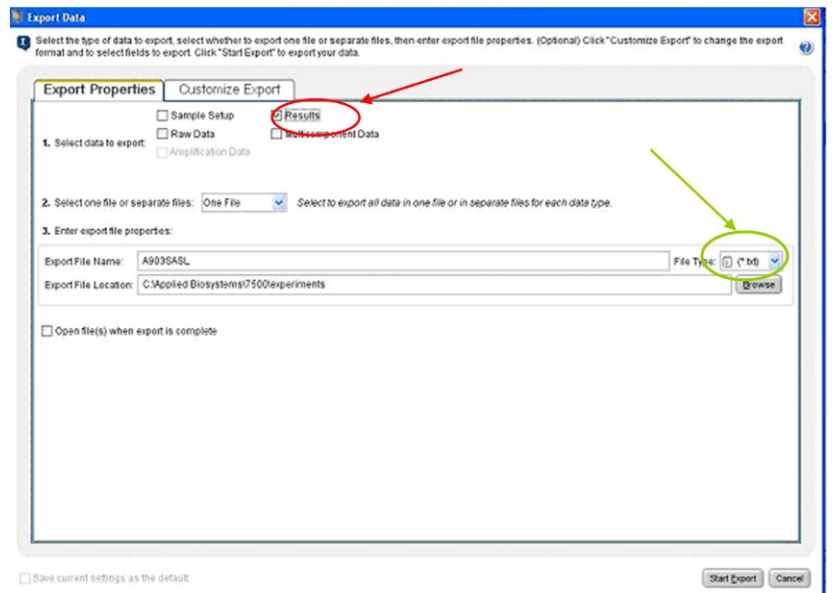 Export Data
Select the type of data to export, select whether to export one file or separate files, then enter export file properties. (Optional) Click "Customize Export" to change the export
format and to select fields to export. Click "Start Export" to export your data.
Export Properties Customize Export
Sample Setup Results
1. Select data to export: Raw Data Multicomponent Data
Amplification Data
2. Select one file or separate files: One File Select to export all data in one file or in separate files for each data type.
3. Enter export file properties:
Export File Name: A903SASL File Type: (*.txt)
Export File Location: C:\Applied Biosystems\7500\experiments Browse
Open file(s) when export is complete
Save current settings as the default Start Export Cancel